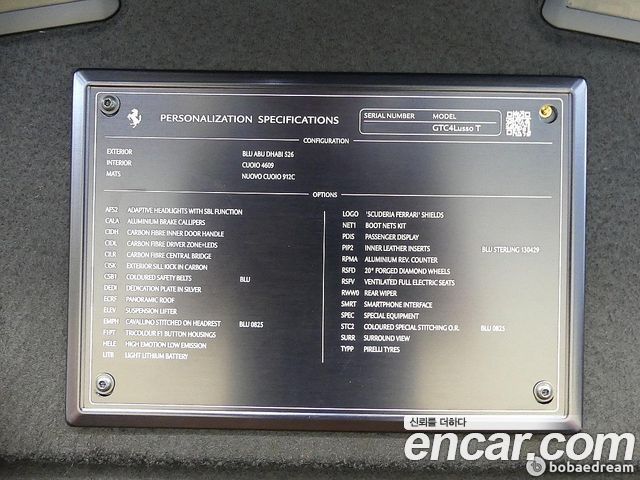 PERSONALIZATION SPECIFICATIONS
SERIAL NUMBER MODEL
GTC4Lusso T
CONFIGURATION
EXTERIOR BLU ABU DHABI 526
INTERIOR CUOIO 4609
MATS NUOVO CUOIO 912C
OPTIONS
AFS2 ADAPTIVE HEADLIGHTS WITH SBL FUNCTION
CALA ALUMINIUM BRAKE CALLIPERS
CIDH CARBON FIBRE INNER DOOR HANDLE
CIDL CARBON FIBRE DRIVER ZONE+LEDS
CILR CARBON FIBRE CENTRAL BRIDGE
CISK EXTERIOR SILL KICK IN CARBON
CSB1 COLOURED SAFETY BELTS BLU
DEDI DEDICATION PLATE IN SILVER
ECRF PANORAMIC ROOF
ELEV SUSPENSION LIFTER
EMPH CAVALLINO STITCHED ON HEADREST BLU 0825
F1PT TRICOLOUR F1 BUTTON HOUSINGS
HELE HIGH EMOTION LOW EMISSION
LITB LIGHT LITHIUM BATTERY
LOGO 'SCUDERIA FERRARI' SHIELDS
NET1 BOOT NETS KIT
PDIS PASSENGER DISPLAY
PIP2 INNER LEATHER INSERTS BLU STERLING 130429
RPMA ALUMINIUM REV. COUNTER
RSFD 20" FORGED DIAMOND WHEELS
RSFV VENTILATED FULL ELECTRIC SEATS
RWW0 REAR WIPER
SMRT SMARTPHONE INTERFACE
SPEC SPECIAL EQUIPMENT
STC2 COLOURED SPECIAL STITCHING O.R. BLU 0825
SURR SURROUND VIEW
TYPP PIRELLI TYRES
신뢰를 더하다
encar.com
bobaedream